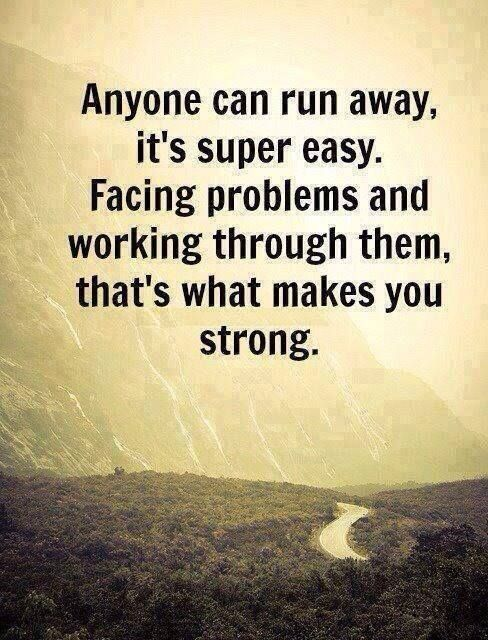 Anyone can run away,
it's super easy.
Facing problems and
working through them,
that's what makes you
strong.